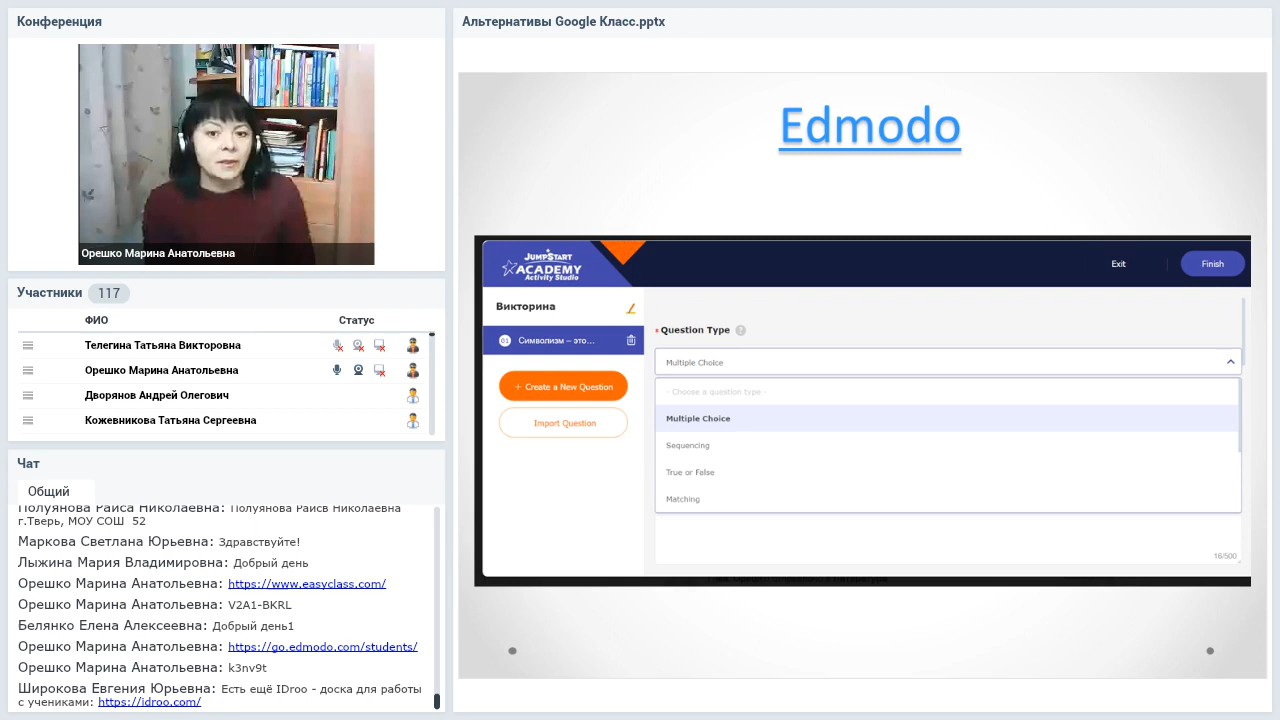 Конференция
Орешко Марина Анатольевна
Участники 117
ФИО Статус
Телегина Татьяна Викторовна
Орешко Марина Анатольевна
Дворянов Андрей Олегович
Кожевникова Татьяна Сергеевна
Чат
Общий
Полуянова Раиса Николаевна: Полуянова Раисв Николаевна
г.Тверь, МОУ СОШ 52
Маркова Светлана Юрьевна: Здравствуйте!
Лыжина Мария Владимировна: Добрый день
Орешко Марина Анатольевна: https://www.easyclass.com/
Орешко Марина Анатольевна: V2A1-BKRL
Белянко Елена Алексеевна: Добрый день1
Орешко Марина Анатольевна: https://go.edmodo.com/students/
Орешко Марина Анатольевна: k3nv9t
Широкова Евгения Юрьевна: Есть ещё IDroo - доска для работы
с учениками: https://idroo.com/
Альтернативы Google Класс.pptx
Edmodo
JUMPSTART
ACADEMY
Activity Studio
Exit
Finish
Викторина
01 Символизм – это...
+ Create a New Question
Import Question
* Question Type ?
Multiple Choice
- Choose a question type -
Multiple Choice
Sequencing
True or False
Matching
16/500